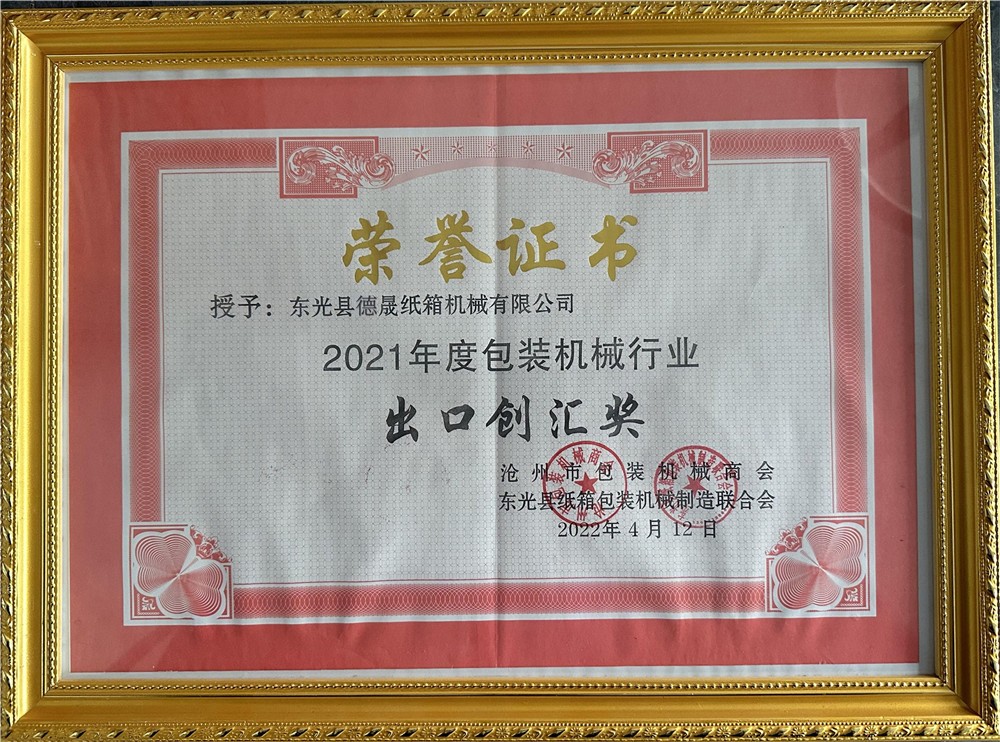 荣誉证书
授予：东光县德晟纸箱机械有限公司
2021年度包装机械行业
出口创汇奖
沧州市包装机械商会
东光县纸箱包装机械制造联合会
2022年4月12日